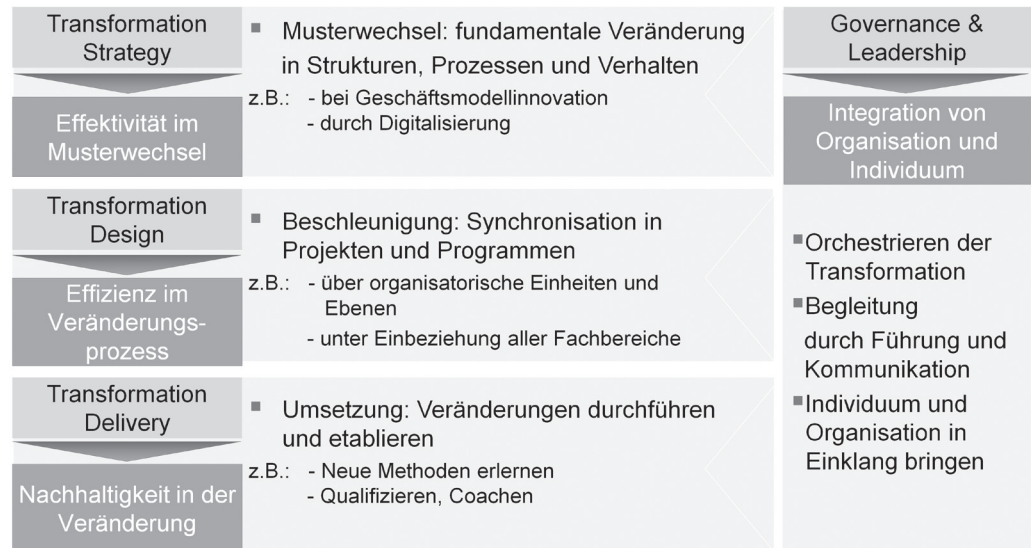 Transformation
Strategy
Effektivität im
Musterwechsel
▪ Musterwechsel: fundamentale Veränderung
in Strukturen, Prozessen und Verhalten
z.B.: - bei Geschäftsmodellinnovation
- durch Digitalisierung
Transformation
Design
Effizienz im
Veränderungs-
prozess
▪ Beschleunigung: Synchronisation in
Projekten und Programmen
z.B.: - über organisatorische Einheiten und
Ebenen
- unter Einbeziehung aller Fachbereiche
Transformation
Delivery
Nachhaltigkeit in der
Veränderung
▪ Umsetzung: Veränderungen durchführen
und etablieren
z.B.: - Neue Methoden erlernen
- Qualifizieren, Coachen
Governance &
Leadership
Integration von
Organisation und
Individuum
▪Orchestrieren der
Transformation
▪Begleitung
durch Führung und
Kommunikation
▪Individuum und
Organisation in
Einklang bringen